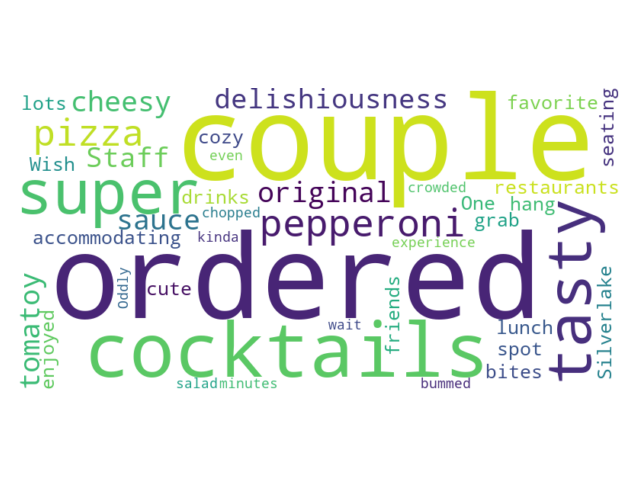 lots
cheesy
delishiousness
couple
favorite
seating
pizza
cozy
Wish
Staff
even
super
drinks
original
crowded
restaurants
sauce
chopped
pepperoni
One
hang
grab
accommodating
kinda
experience
ordered
tasty
tomatoy
enjoyed
Oddly
cute
friends
Silverlake
cocktails
wait
lunch
spot
bites
salad
minutes
bummed